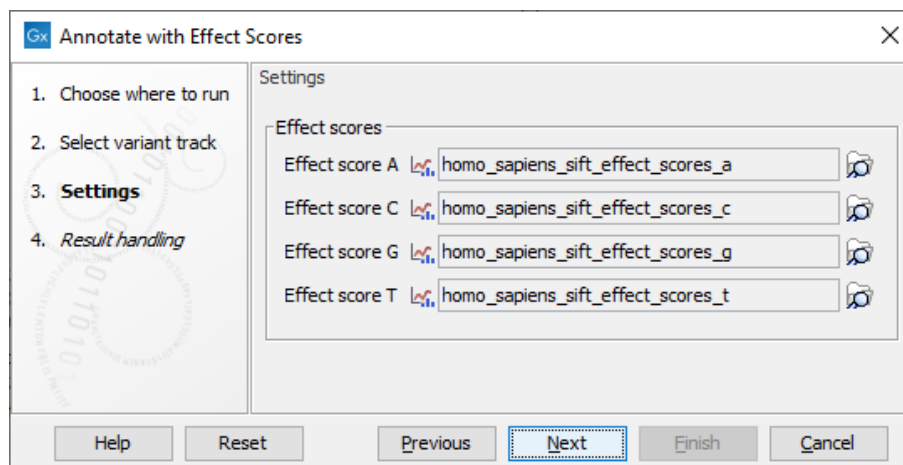 Gx Annotate with Effect Scores
1. Choose where to run
2. Select variant track
3. Settings
4. Result handling
Settings
Effect scores
Effect score A homo_sapiens_sift_effect_scores_a
Effect score C homo_sapiens_sift_effect_scores_c
Effect score G homo_sapiens_sift_effect_scores_g
Effect score T homo_sapiens_sift_effect_scores_t
Help Reset Previous Next Finish Cancel